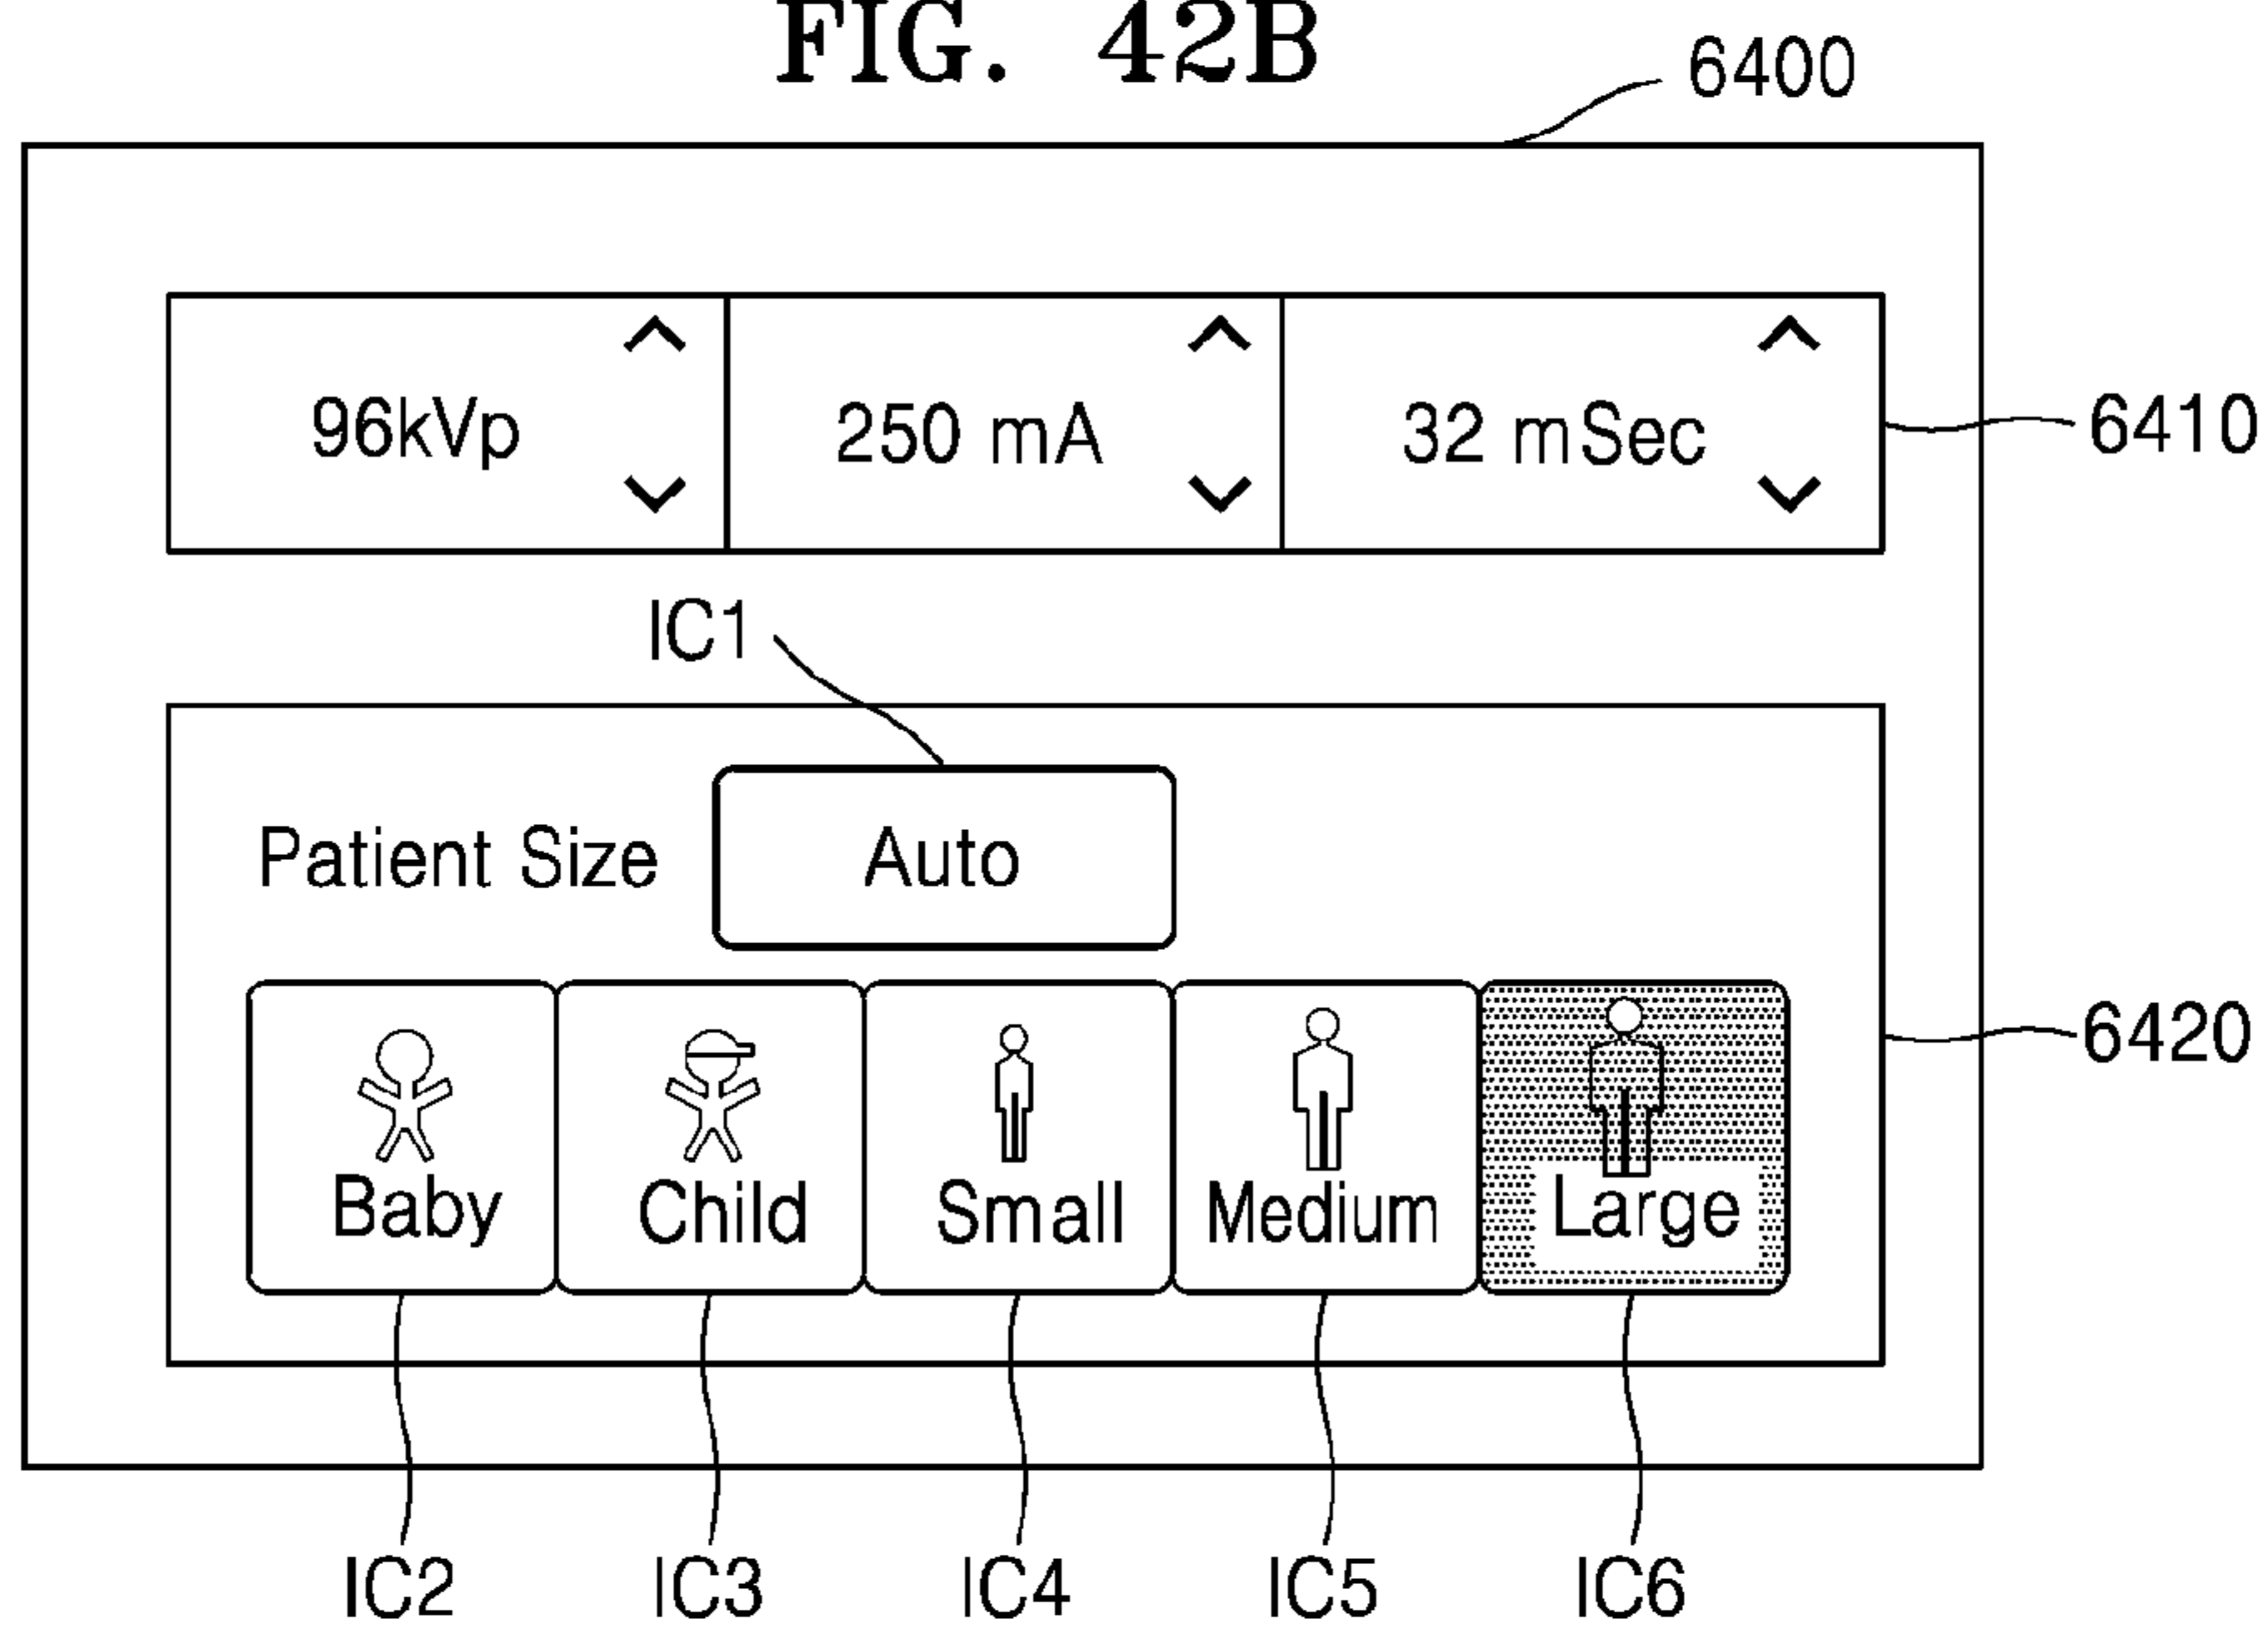 FIG. 42B
6400
96kVp 250 mA 32 mSec
6410
IC1
Patient Size Auto
6420
Baby Child Small Medium Large
IC2 IC3 IC4 IC5 IC6